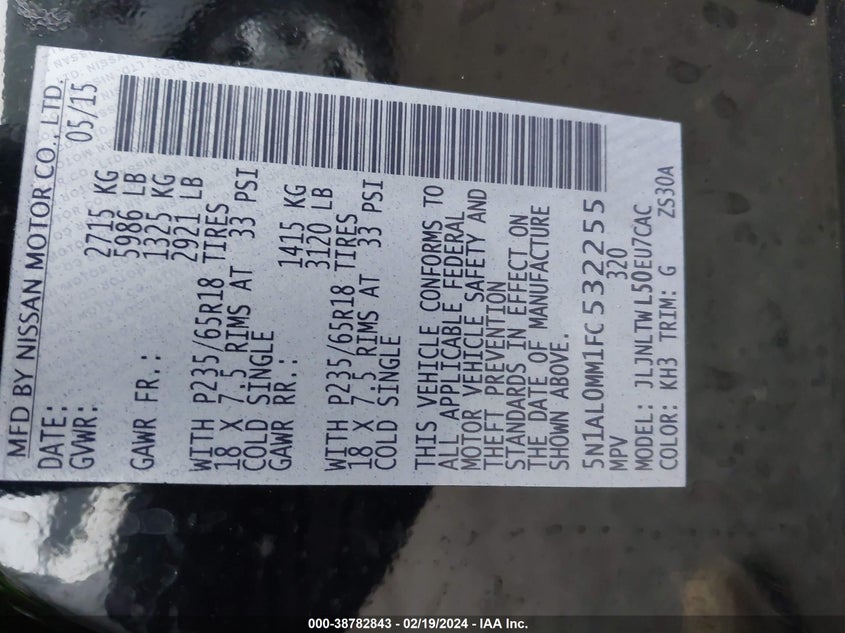 MFD BY NISSAN MOTOR CO., LTD.
DATE: 05/15
GVWR: 2715 KG
5986 LB
GAWR FR.: 1325 KG
2921 LB
WITH P235/65R18 TIRES
18 X 7.5 RIMS AT 33 PSI
COLD SINGLE
GAWR RR.: 1415 KG
3120 LB
WITH P235/65R18 TIRES
18 X 7.5 RIMS AT 33 PSI
COLD SINGLE
THIS VEHICLE CONFORMS TO
ALL APPLICABLE FEDERAL
MOTOR VEHICLE SAFETY AND
THEFT PREVENTION
STANDARDS IN EFFECT ON
THE DATE OF MANUFACTURE
SHOWN ABOVE.
5N1AL0MM1FC532255
MPV 320
MODEL: JLJNLTWL50EU7CAC
COLOR: KH3 TRIM: G ZS30A
000-38782843 - 02/19/2024 - IAA Inc.